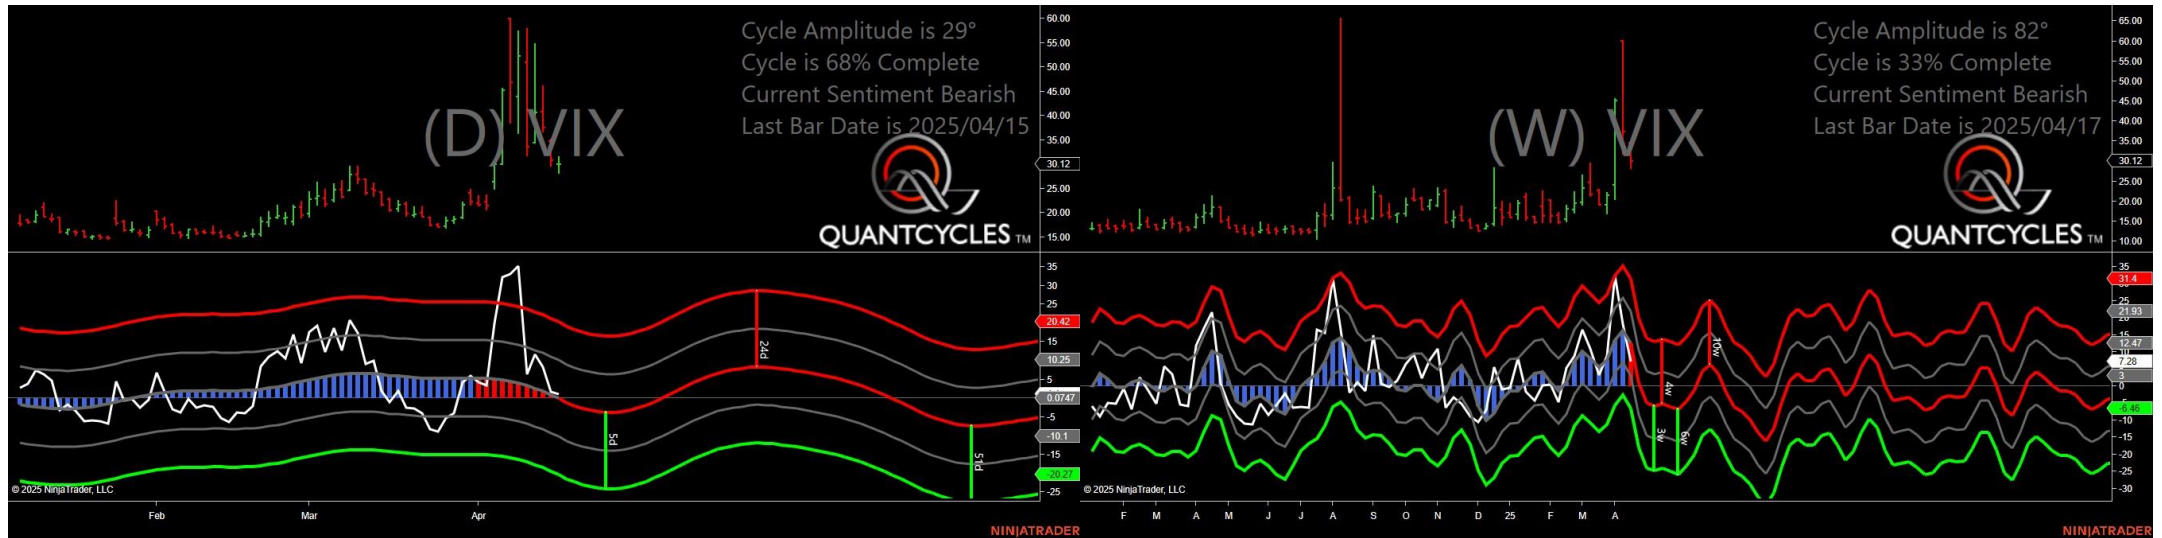 Cycle Amplitude is 29°
Cycle is 68% Complete
Current Sentiment Bearish
Last Bar Date is 2025/04/15
(D) VIX
QUANTCYCLES TM
60.00
55.00
50.00
45.00
40.00
35.00
30.12
25.00
20.00
15.00
35
30
25
20.42
15
10.25
5
0.0747
-5
-10.1
-15
-20.27
-25
24d
5d
51d
© 2025 NinjaTrader, LLC
Feb Mar Apr
NINJATRADER
Cycle Amplitude is 82°
Cycle is 33% Complete
Current Sentiment Bearish
Last Bar Date is 2025/04/17
(W) VIX
QUANTCYCLES TM
65.00
60.00
55.00
50.00
45.00
40.00
35.00
30.12
25.00
20.00
15.00
10.00
35
31.4
21.93
15
12.47
7.28
3
0
-6.46
-10
-15
-20
-25
-30
10w
4w
3w
6w
© 2025 NinjaTrader, LLC
F M A M J J A S O N D 25 F M A
NINJATRADER